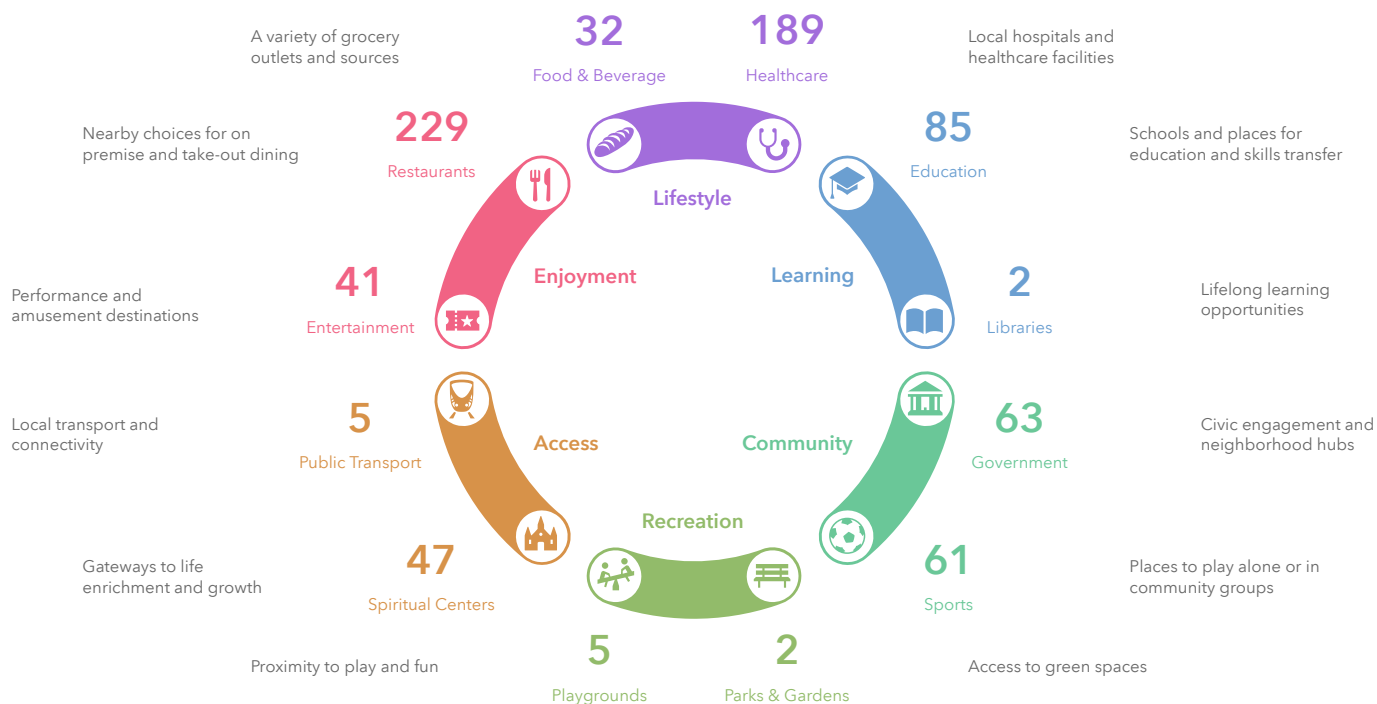 32
189
A variety of grocery
outlets and sources
Local hospitals and
healthcare facilities
Food & Beverage
Healthcare
229
85
Nearby choices for on
premise and take-out dining
Schools and places for
education and skills transfer
Restaurants
Education
Lifestyle
Enjoyment
Learning
41
2
Performance and
amusement destinations
Lifelong learning
opportunities
Entertainment
Libraries
5
63
Local transport and
connectivity
Access
Community
Civic engagement and
neighborhood hubs
Public Transport
Government
Recreation
47
61
Gateways to life
enrichment and growth
Places to play alone or in
community groups
Spiritual Centers
Sports
5
2
Proximity to play and fun
Access to green spaces
Playgrounds
Parks & Gardens